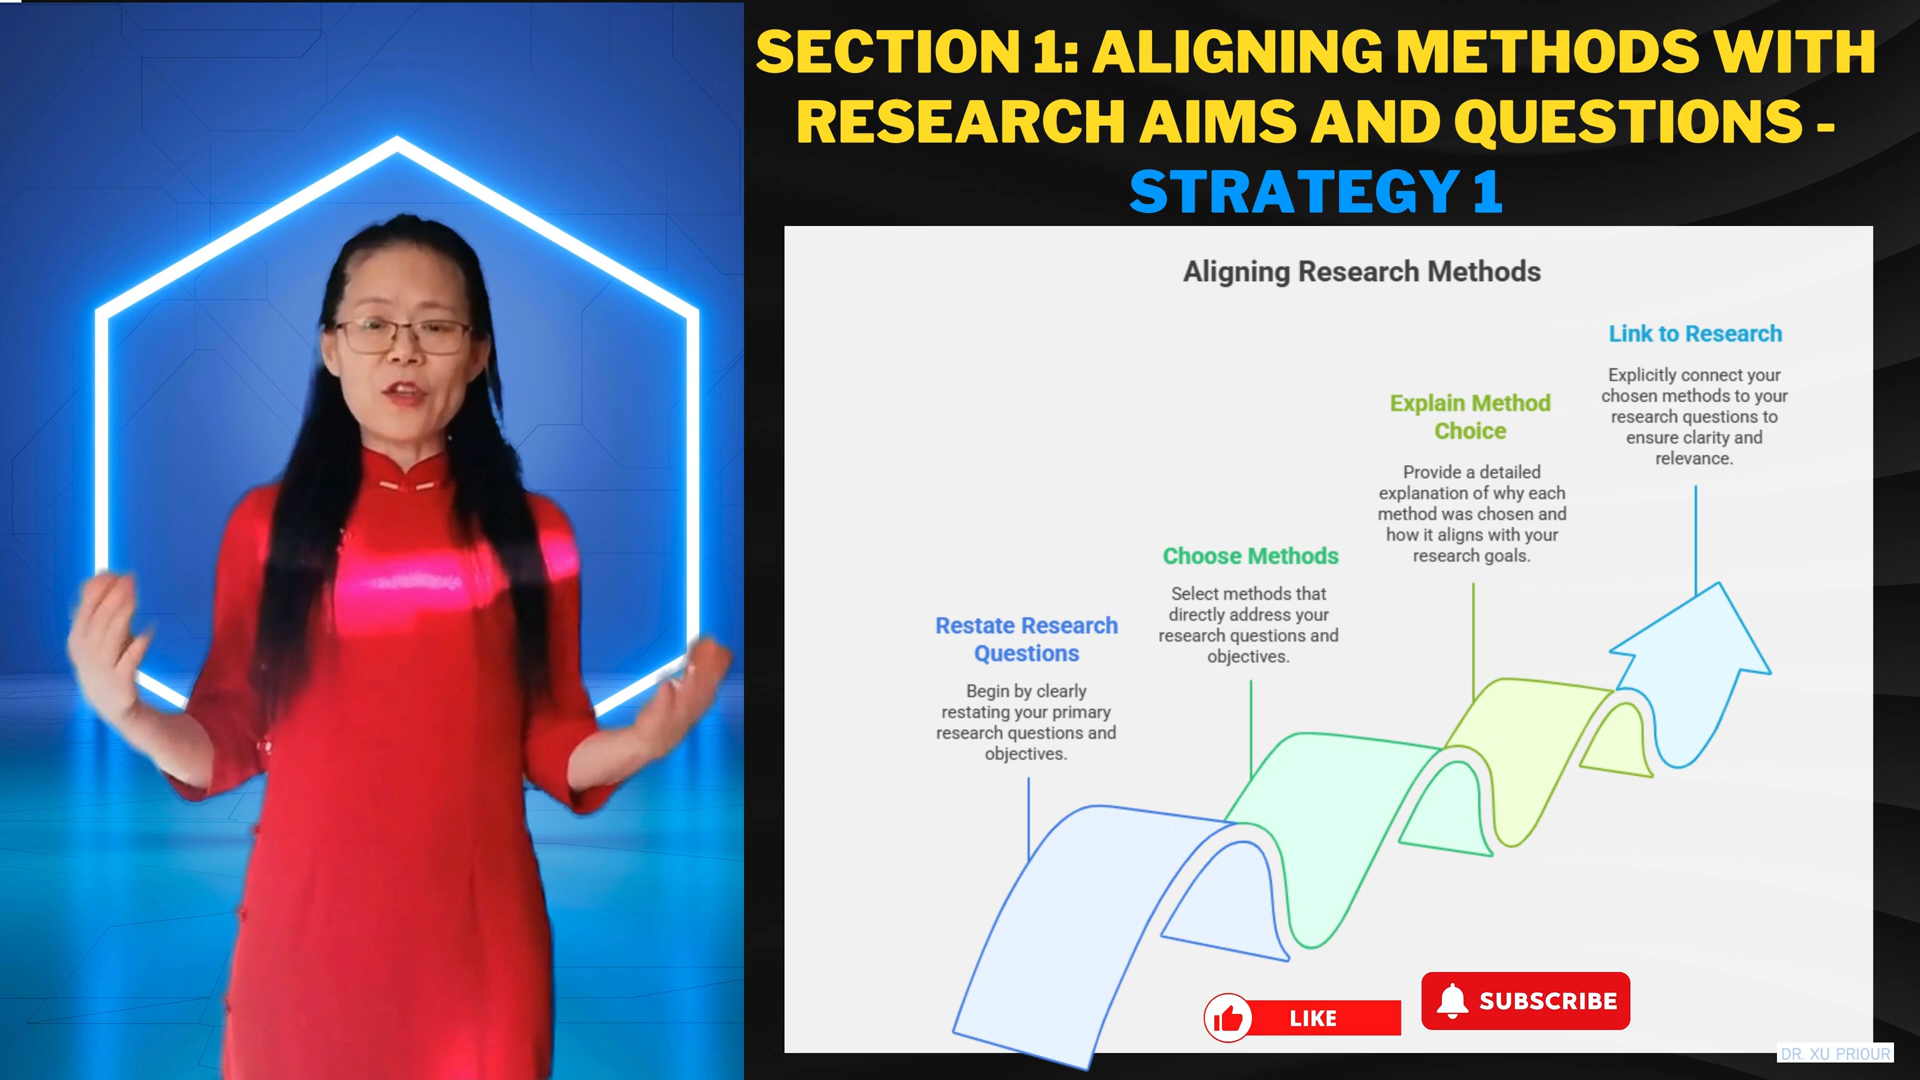 SECTION 1: ALIGNING METHODS WITH
RESEARCH AIMS AND QUESTIONS -
STRATEGY 1
Aligning Research Methods
Link to Research
Explicitly connect your
chosen methods to your
research questions to
ensure clarity and
relevance.
Explain Method
Choice
Provide a detailed
explanation of why each
method was chosen and
how it aligns with your
research goals.
Choose Methods
Select methods that
directly address your
research questions and
objectives.
Restate Research
Questions
Begin by clearly
restating your primary
research questions and
objectives.
LIKE
SUBSCRIBE
DR. XU PRIOUR